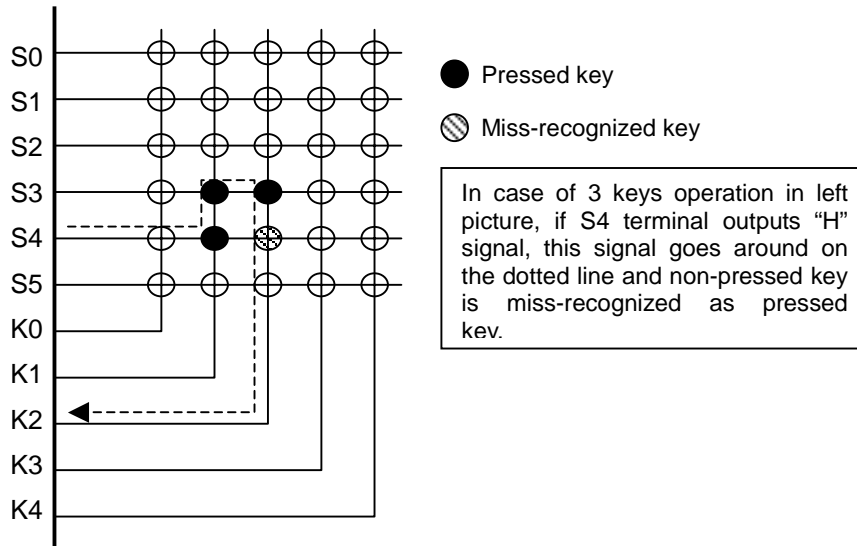 S0
S1
S2
S3
S4
S5
K0
K1
K2
K3
K4
Pressed key
Miss-recognized key
In case of 3 keys operation in left
picture, if S4 terminal outputs “H”
signal, this signal goes around on
the dotted line and non-pressed key
is miss-recognized as pressed
key.